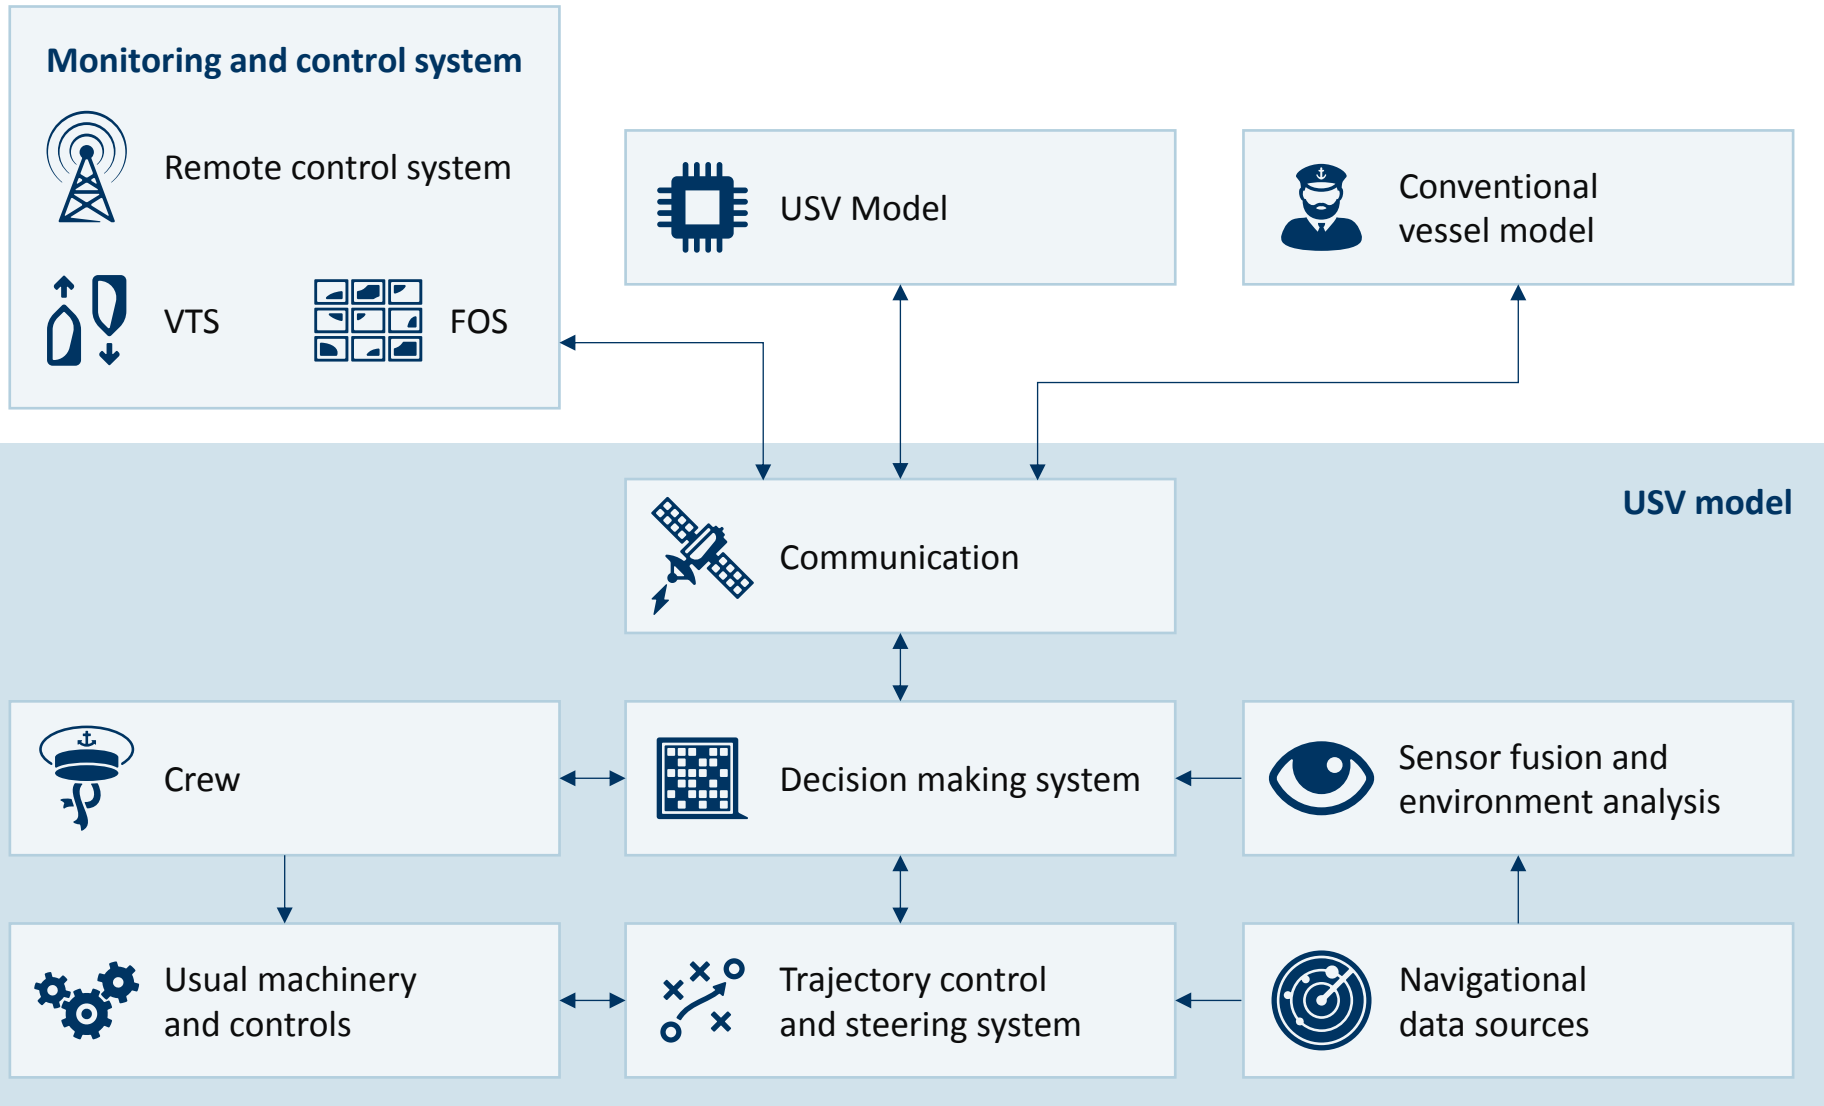 Monitoring and control system
Remote control system
VTS
FOS
USV Model
Conventional
vessel model
USV model
Communication
Crew
Decision making system
Sensor fusion and
environment analysis
Usual machinery
and controls
Trajectory control
and steering system
Navigational
data sources